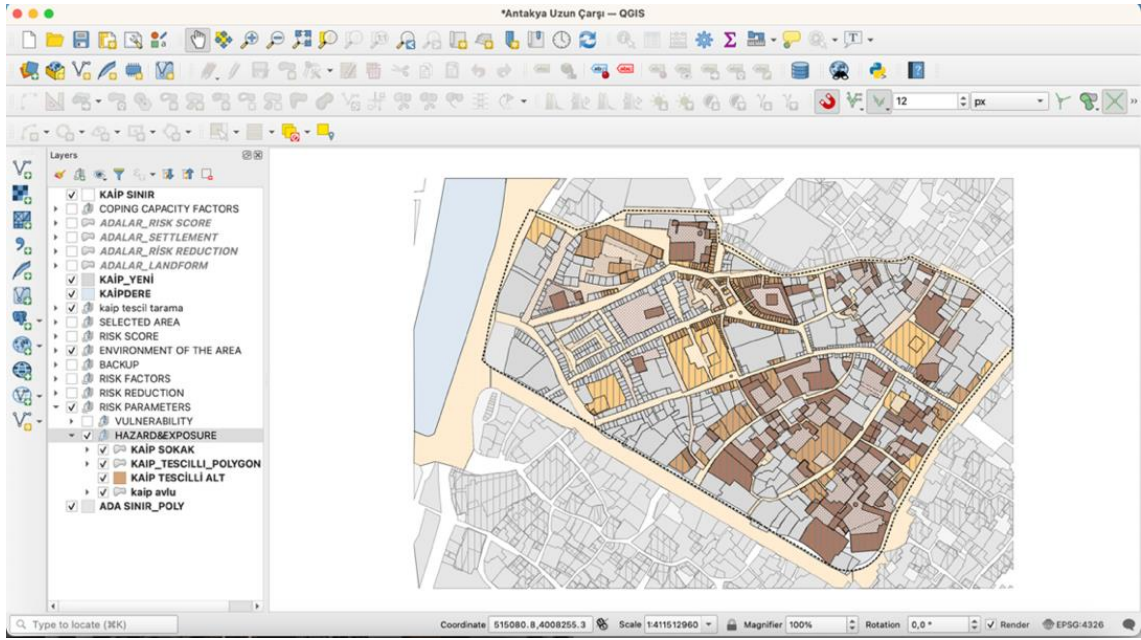 *Antakya Uzun Çarşı — QGIS
12
px
Layers
KAİP SINIR
COPING CAPACITY FACTORS
ADALAR_RISK SCORE
ADALAR_SETTLEMENT
ADALAR_RİSK REDUCTION
ADALAR_LANDFORM
KAİP_YENİ
KAİPDERE
kaip tescil tarama
SELECTED AREA
RISK SCORE
ENVIRONMENT OF THE AREA
BACKUP
RISK FACTORS
RISK REDUCTION
RISK PARAMETERS
VULNERABILITY
HAZARD&EXPOSURE
KAİP SOKAK
KAIP_TESCILLI_POLYGON
KAİP TESCİLLİ ALT
kaip avlu
ADA SINIR_POLY
Type to locate (⌘K) Coordinate 515080.8,4008255.3 Scale 1:411512960 Magnifier 100% Rotation 0,0 ° Render EPSG:4326